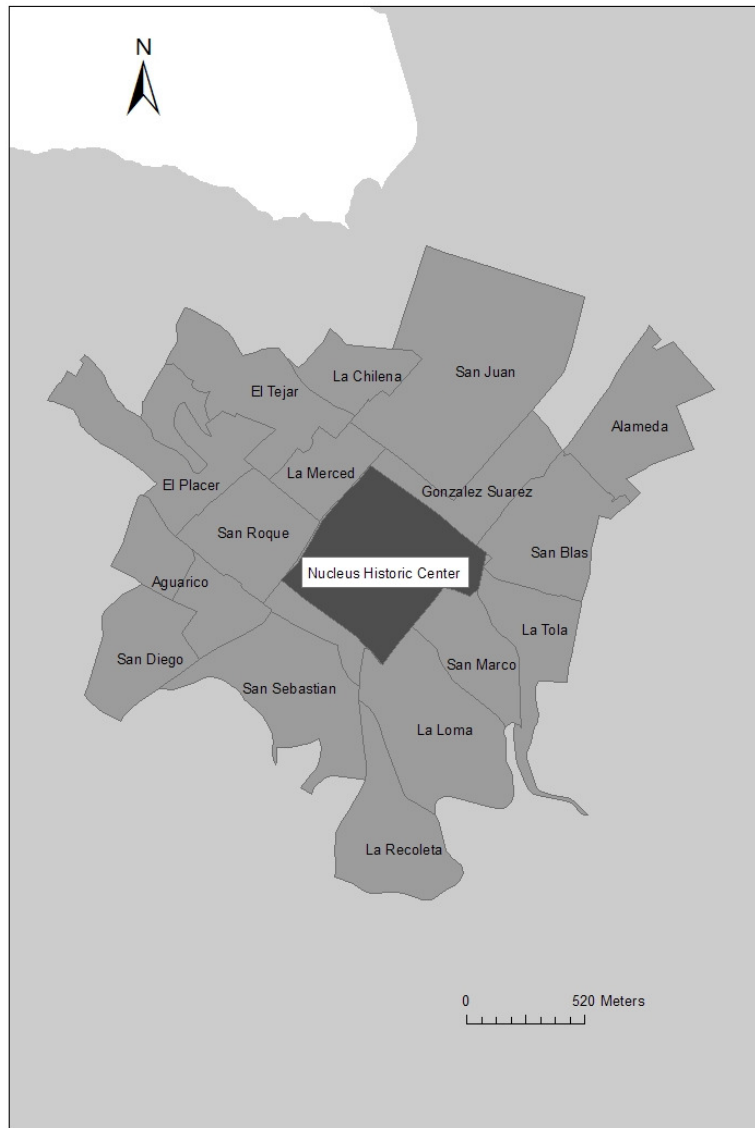 N
La Chilena
San Juan
El Tejar
Alameda
La Merced
El Placer
Gonzalez Suarez
San Roque
San Blas
Nucleus Historic Center
Aguarico
La Tola
San Diego
San Marco
San Sebastian
La Loma
La Recoleta
0 520 Meters